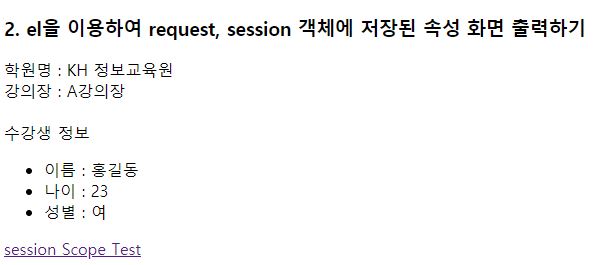 2. el을 이용하여 request, session 객체에 저장된 속성 화면 출력하기
학원명 : KH 정보교육원
강의장 : A강의장
수강생 정보
• 이름 : 홍길동
• 나이 : 23
• 성별 : 여
session Scope Test